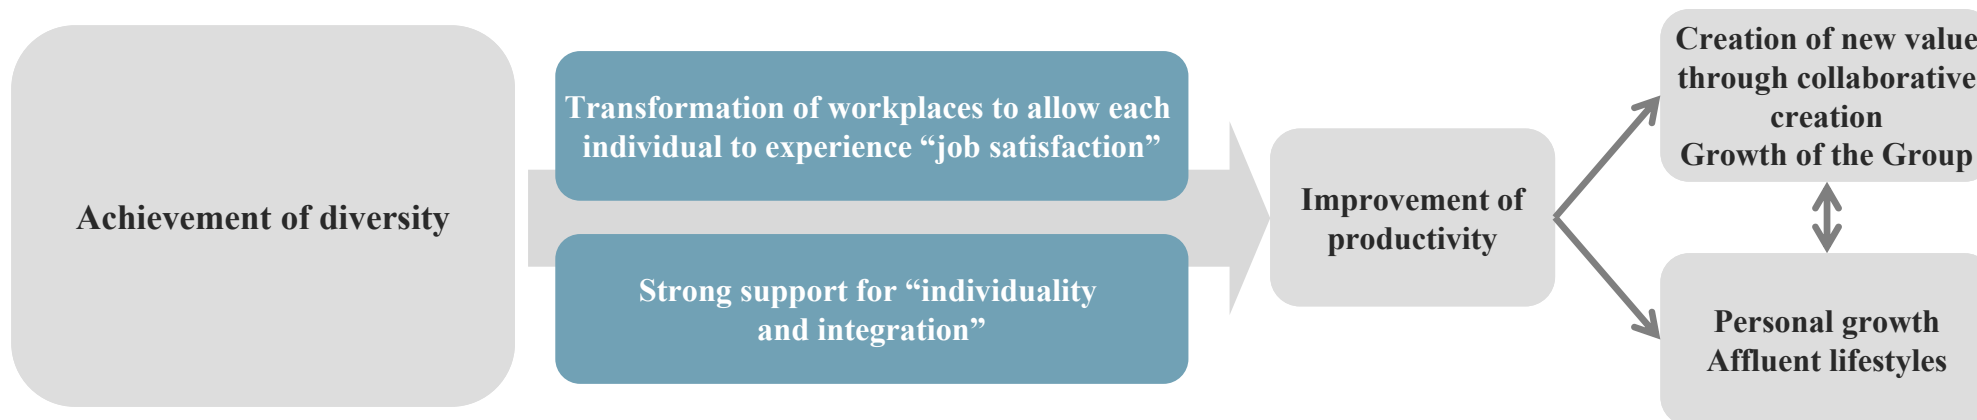 Achievement of diversity
Transformation of workplaces to allow each
individual to experience “job satisfaction”
Strong support for “individuality
and integration”
Improvement of
productivity
Creation of new value
through collaborative
creation
Growth of the Group
Personal growth
Affluent lifestyles